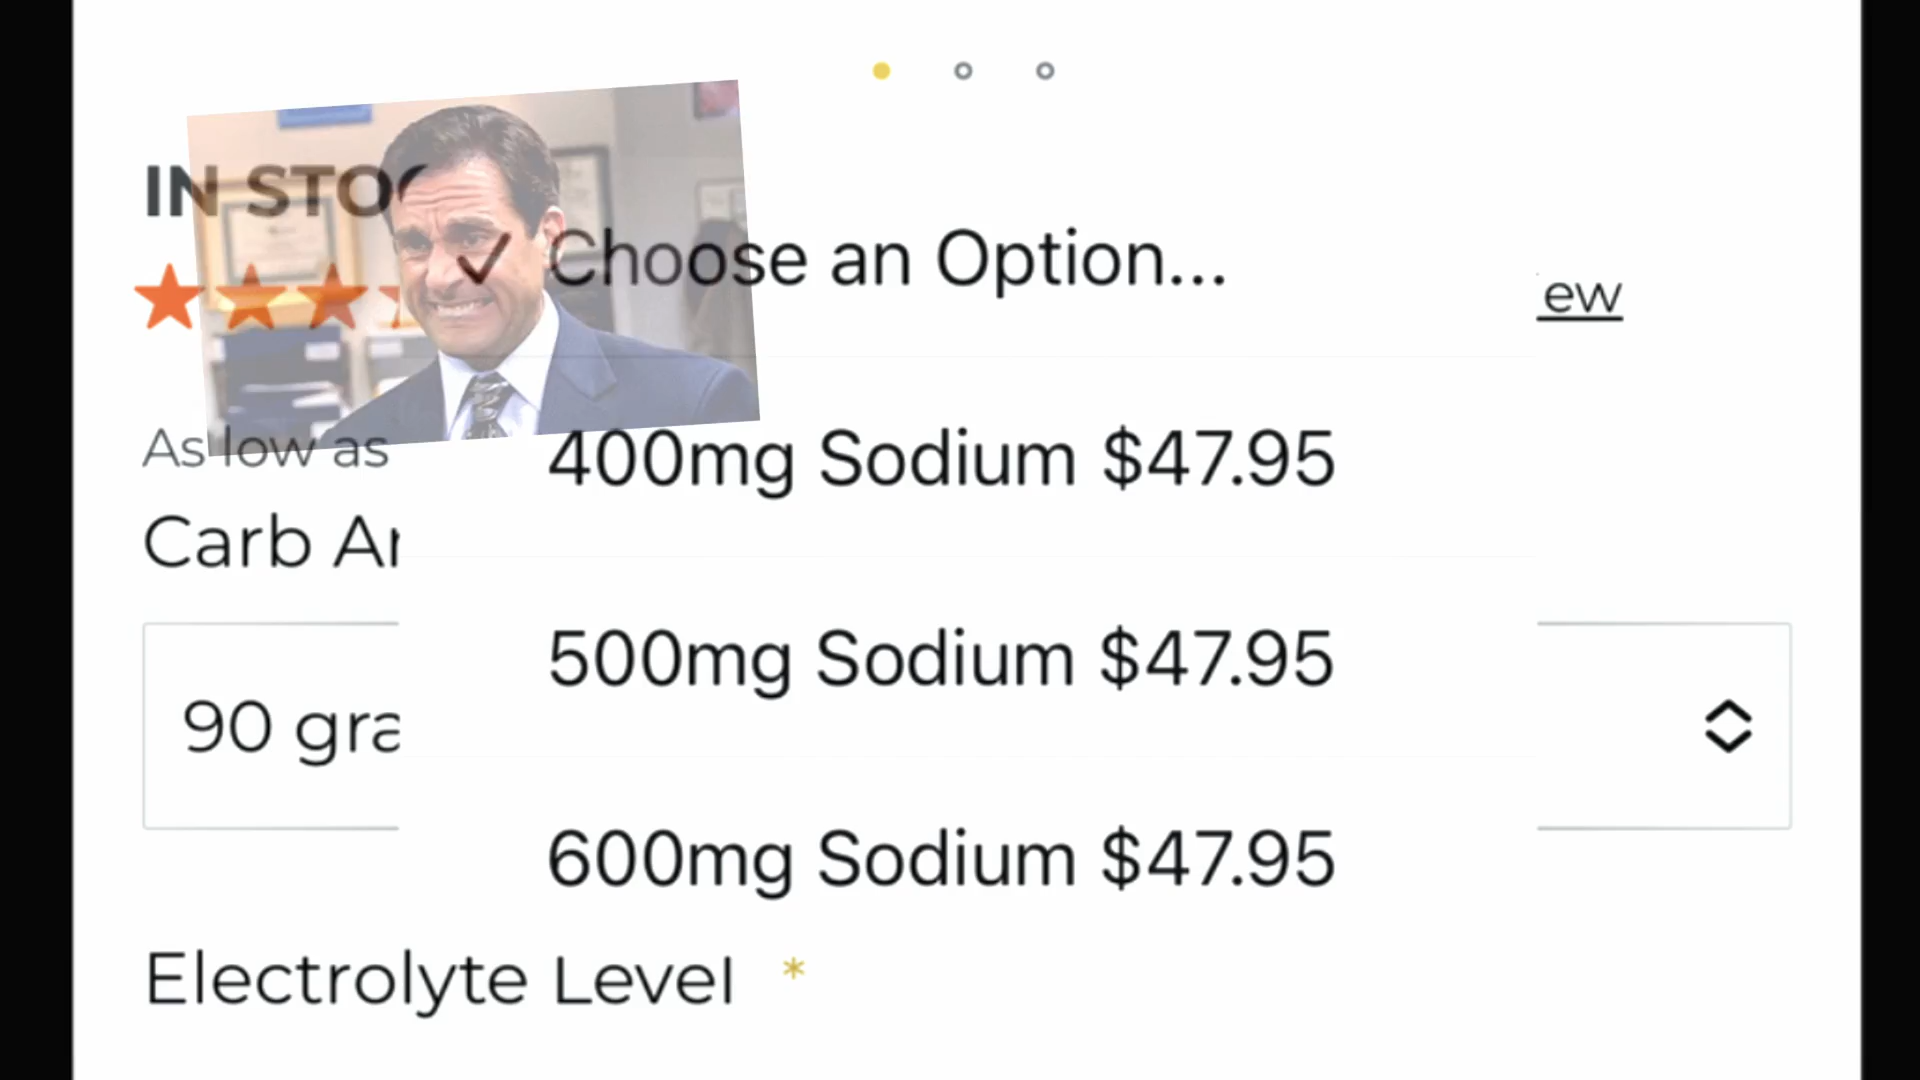 IN STO
Choose an Option...
ew
As low as
400mg Sodium $47.95
Carb
500mg Sodium $47.95
90
600mg Sodium $47.95
Electrolyte Level *